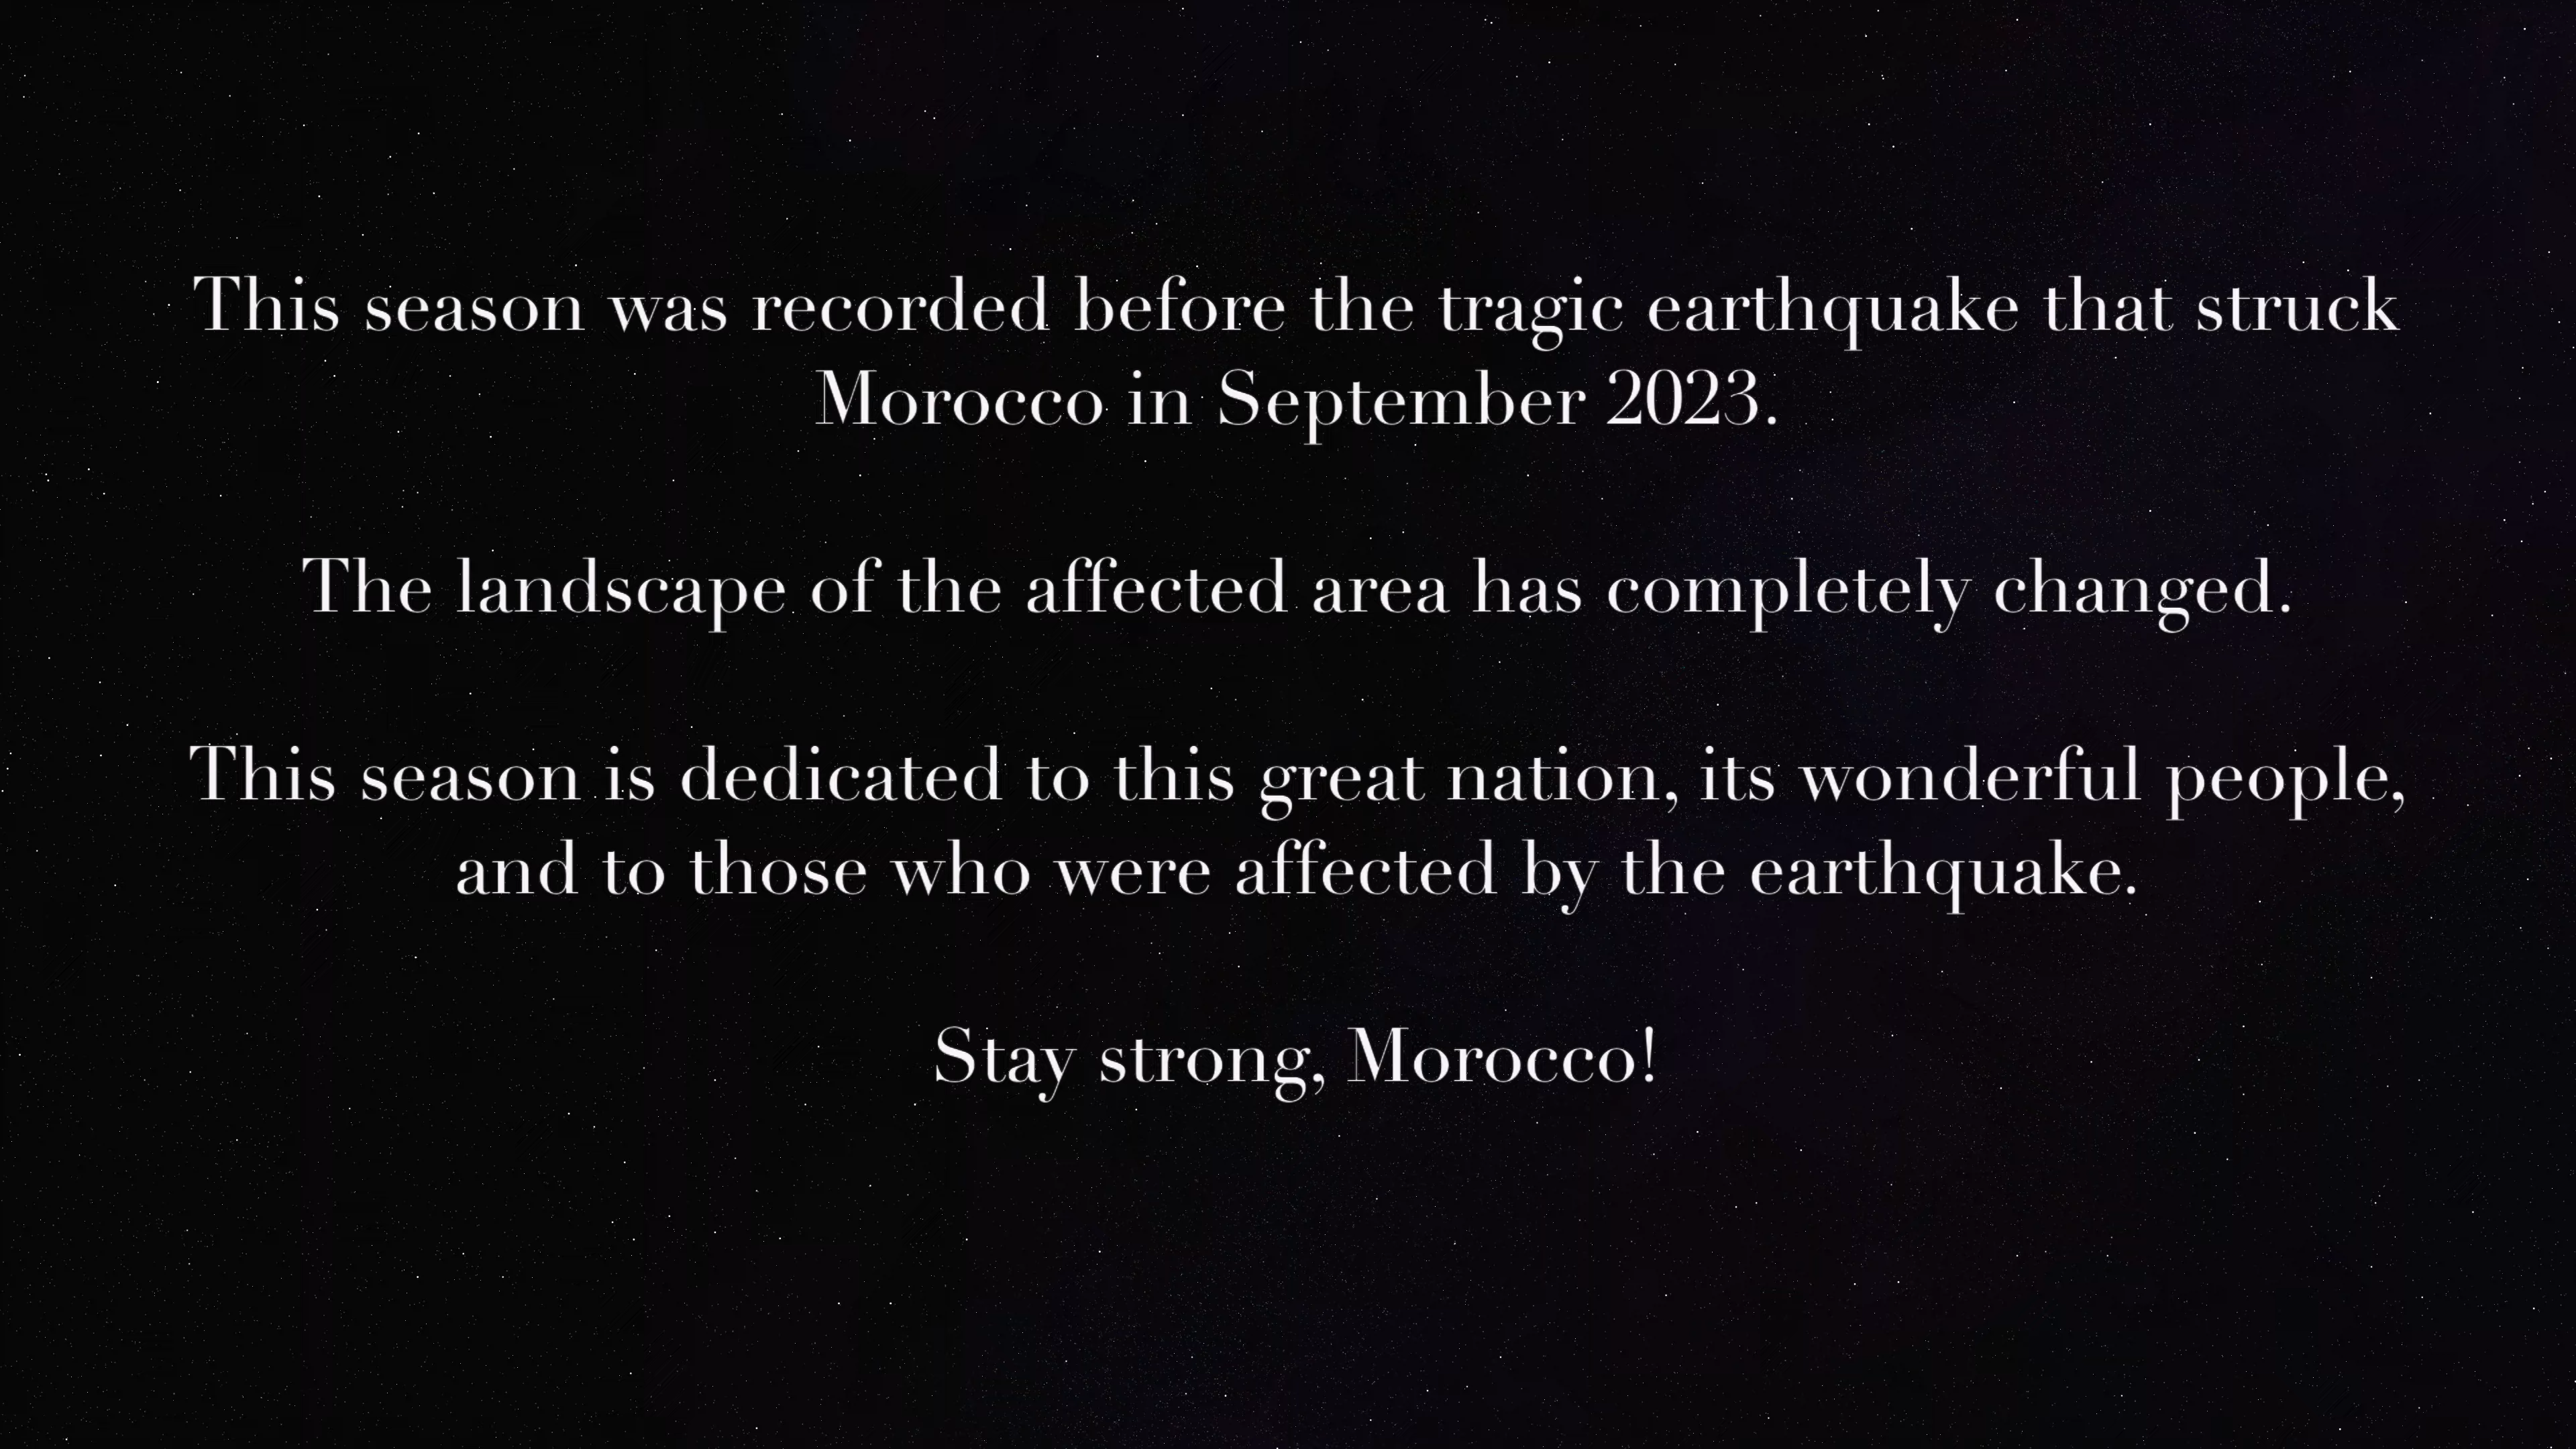 This season was recorded before the tragic earthquake that struck
Morocco in September 2023.
The landscape of the affected area has completely changed.
This season is dedicated to this great nation, its wonderful people,
and to those who were affected by the earthquake.
Stay strong, Morocco!